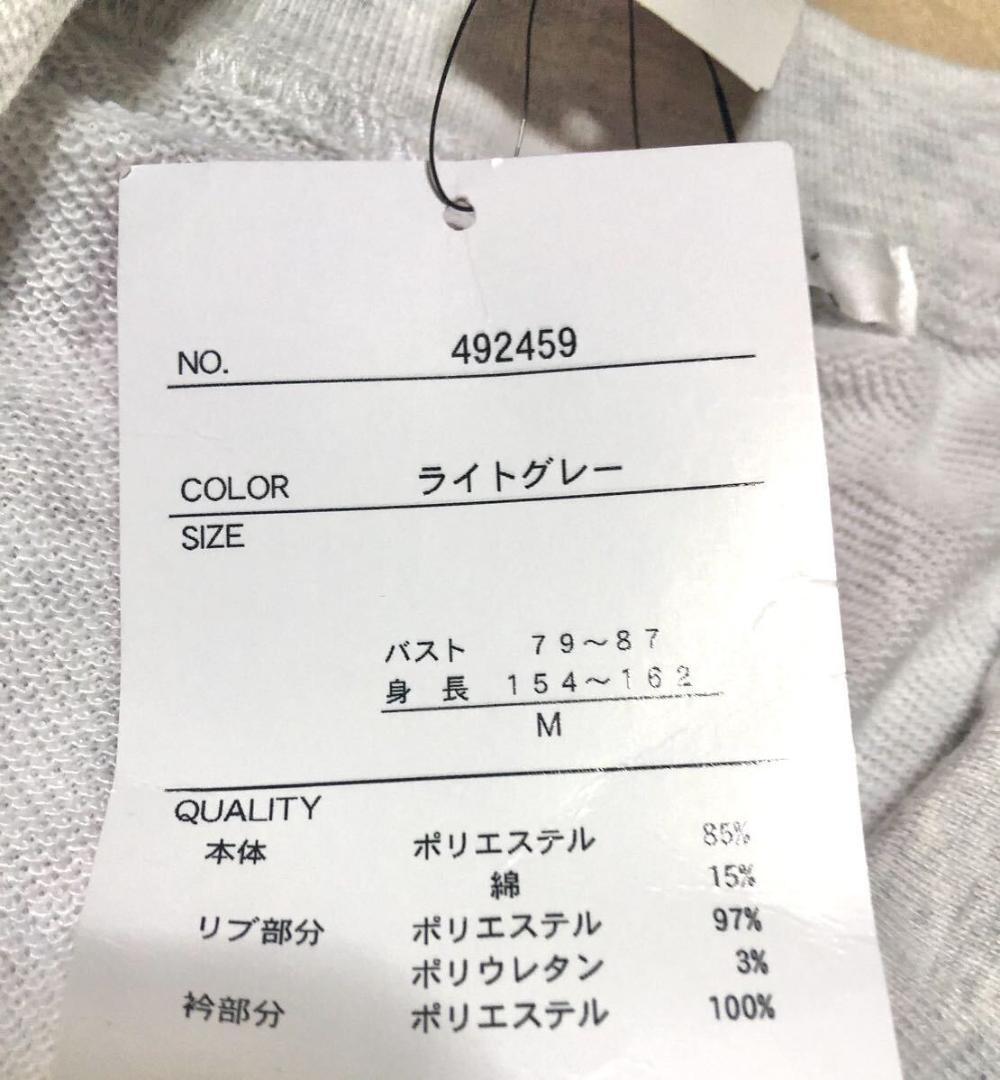 NO. 492459
COLOR ライトグレー
SIZE
バスト 79～87
身長 154～162
M
QUALITY
本体 ポリエステル 85%
綿 15%
リブ部分 ポリエステル 97%
ポリウレタン 3%
衿部分 ポリエステル 100%